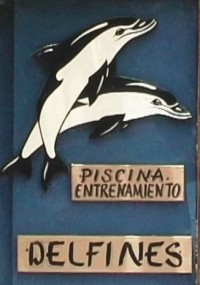 PISCINA.
ENTRENAMIENTO
DELFINES